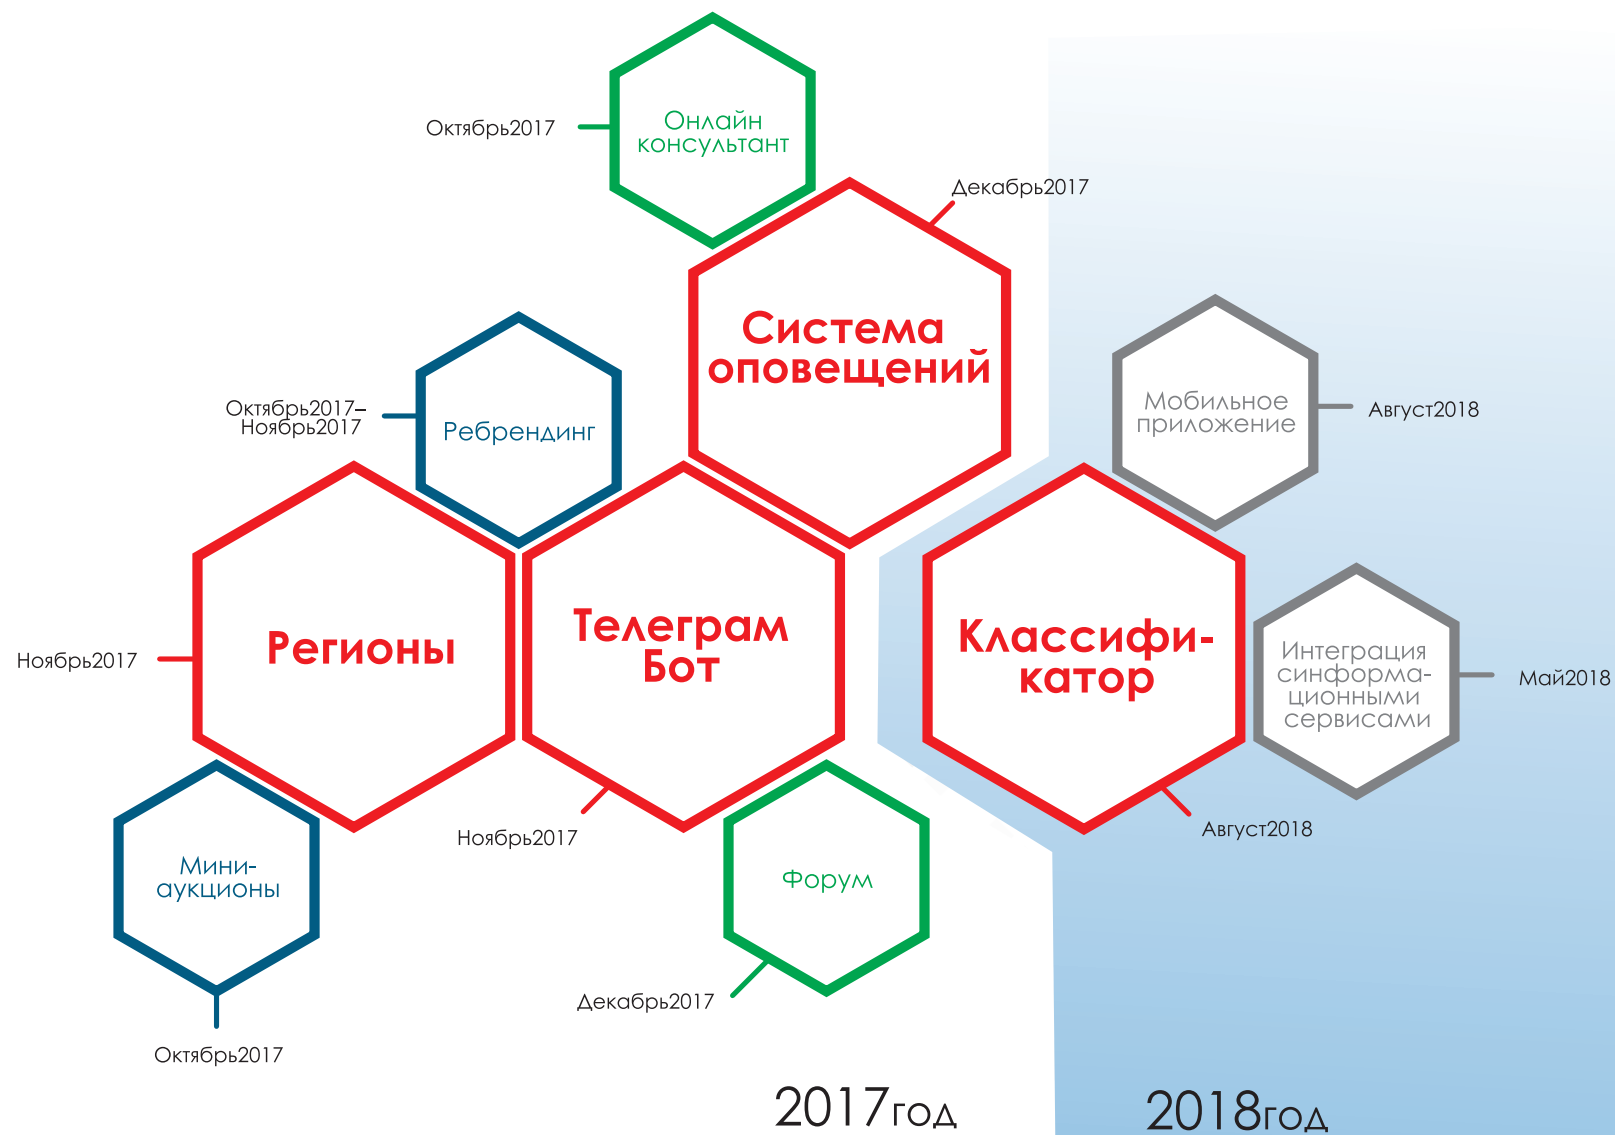 Онлайн
консультант
Октябрь2017
Декабрь2017
Система
оповещений
Октябрь2017–
Ноябрь2017
Ребрендинг
Мобильное
приложение
Август2018
Регионы
Ноябрь2017
Телеграм
Бот
Ноябрь2017
Классифи-
катор
Август2018
Интеграция
синформа-
ционными
сервисами
Май2018
Мини-
аукционы
Октябрь2017
Форум
Декабрь2017
2017год
2018год